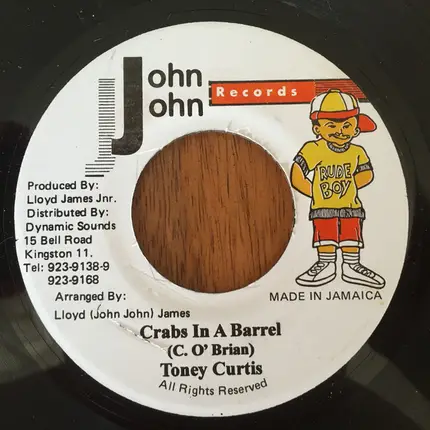 John
John
Records
RUDE
BOY
Produced By:
Lloyd James Jnr.
Distributed By:
Dynamic Sounds
15 Bell Road
Kingston 11.
Tel: 923-9138-9
923-9168
MADE IN JAMAICA
Arranged By:
Lloyd (John John) James
Crabs In A Barrel
(C. O' Brian)
Toney Curtis
All Rights Reserved